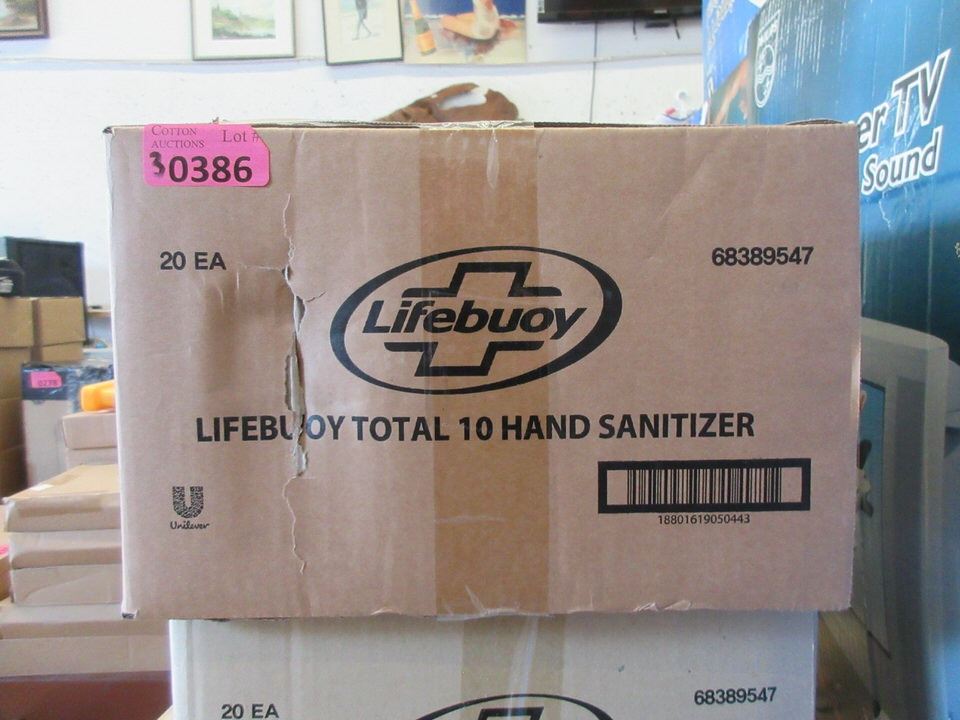 COTTON
AUCTIONS
Lot #
30386
20 EA
68389547
Lifebuoy
LIFEBUOY TOTAL 10 HAND SANITIZER
Unilever
18801619050443
20 EA
68389547
er TV
Sound
0278